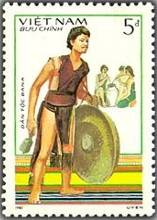 VIỆT NAM
BƯU CHÍNH
5đ
DÂN TỘC BANA